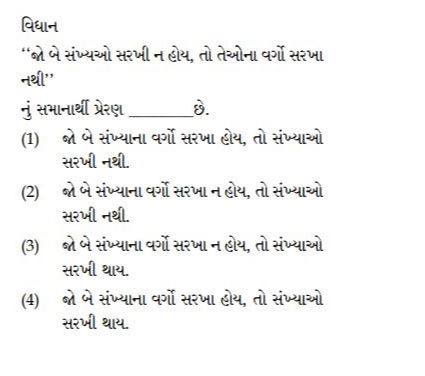 વિધાન
‘‘જો બે સંખ્યઓ સરખી ન હોય, તો તેઓના વર્ગો સરખા
નથી’’
નું સમાનાર્થી પ્રેરણ ________છે.
(1) જો બે સંખ્યાના વર્ગો સરખા હોય, તો સંખ્યાઓ
સરખી નથી.
(2) જો બે સંખ્યાના વર્ગો સરખા ન હોય, તો સંખ્યાઓ
સરખી નથી.
(3) જો બે સંખ્યાના વર્ગો સરખા ન હોય, તો સંખ્યાઓ
સરખી થાય.
(4) જો બે સંખ્યાના વર્ગો સરખા હોય, તો સંખ્યાઓ
સરખી થાય.